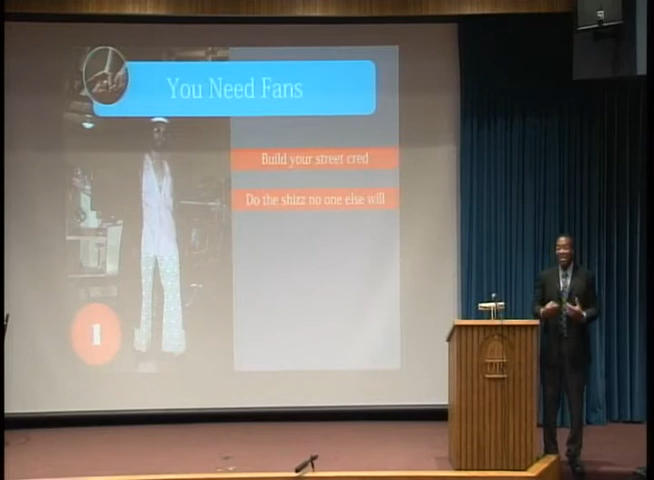 You Need Fans
Build your street cred
Do the shizz no one else will
1